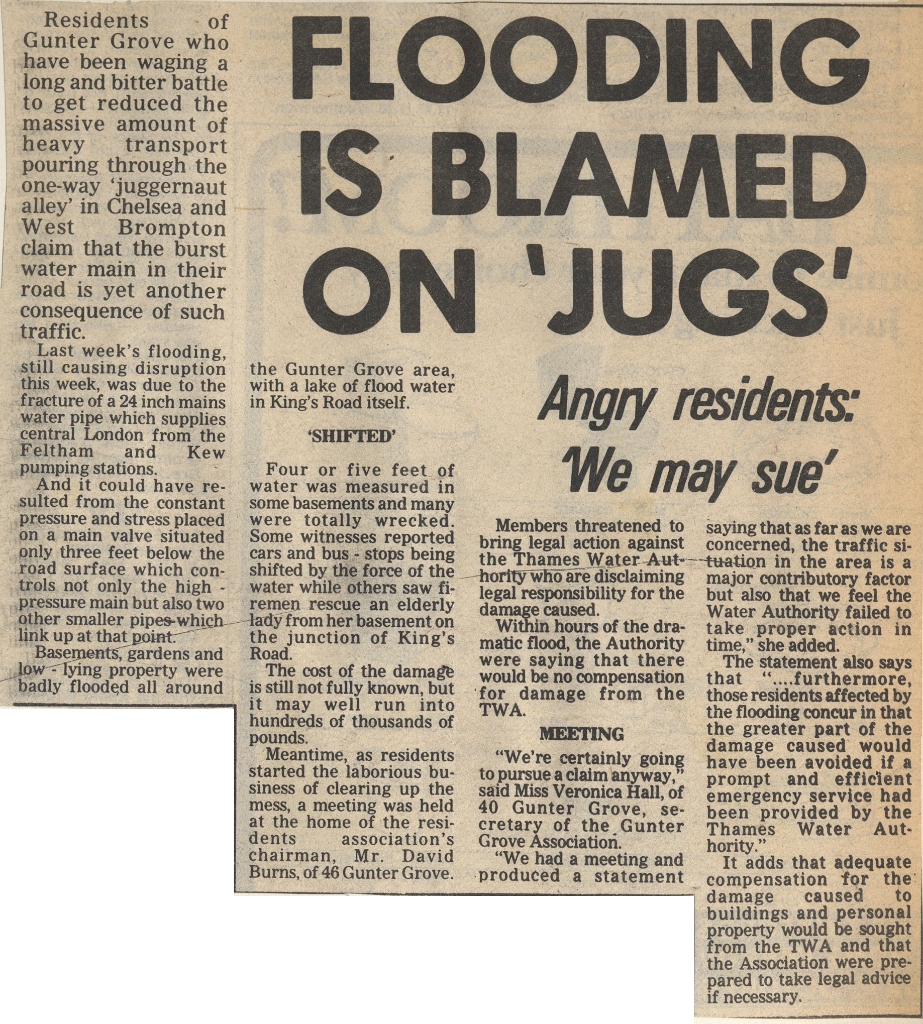 FLOODING
IS BLAMED
ON 'JUGS'
Angry residents:
'We may sue'
Residents of
Gunter Grove who
have been waging a
long and bitter battle
to get reduced the
massive amount of
heavy transport
pouring through the
one-way 'juggernaut
alley' in Chelsea and
West Brompton
claim that the burst
water main in their
road is yet another
consequence of such
traffic.
Last week's flooding,
still causing disruption
this week, was due to the
fracture of a 24 inch mains
water pipe which supplies
central London from the
Feltham and Kew
pumping stations.
And it could have re-
sulted from the constant
pressure and stress placed
on a main valve situated
only three feet below the
road surface which con-
trols not only the high -
pressure main but also two
other smaller pipes which
link up at that point.
Basements, gardens and
low - lying property were
badly flooded all around
the Gunter Grove area,
with a lake of flood water
in King's Road itself.
'SHIFTED'
Four or five feet of
water was measured in
some basements and many
were totally wrecked.
Some witnesses reported
cars and bus - stops being
shifted by the force of the
water while others saw fi-
remen rescue an elderly
lady from her basement on
the junction of King's
Road.
The cost of the damage
is still not fully known, but
it may well run into
hundreds of thousands of
pounds.
Meantime, as residents
started the laborious bu-
siness of clearing up the
mess, a meeting was held
at the home of the resi-
dents association's
chairman, Mr. David
Burns, of 46 Gunter Grove.
Members threatened to
bring legal action against
the Thames Water Aut-
hority who are disclaiming
legal responsibility for the
damage caused.
Within hours of the dra-
matic flood, the Authority
were saying that there
would be no compensation
for damage from the
TWA.
MEETING
"We're certainly going
to pursue a claim anyway,"
said Miss Veronica Hall, of
40 Gunter Grove, se-
cretary of the Gunter
Grove Association.
"We had a meeting and
produced a statement
saying that as far as we are
concerned, the traffic si-
tuation in the area is a
major contributory factor
but also that we feel the
Water Authority failed to
take proper action in
time," she added.
The statement also says
that "....furthermore,
those residents affected by
the flooding concur in that
the greater part of the
damage caused would
have been avoided if a
prompt and efficient
emergency service had
been provided by the
Thames Water Aut-
hority."
It adds that adequate
compensation for the
damage caused to
buildings and personal
property would be sought
from the TWA and that
the Association were pre-
pared to take legal advice
if necessary.